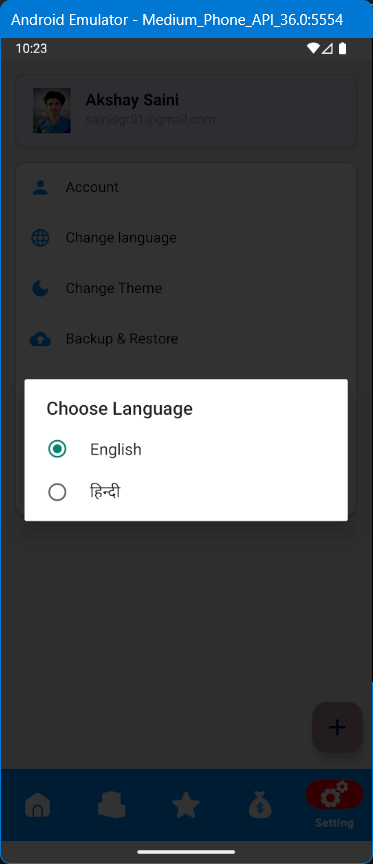 Android Emulator - Medium_Phone_API_36.0:5554
10:23
Akshay Saini
sainisgr01@gmail.com
Account
Change language
Change Theme
Backup & Restore
Choose Language
English
हिन्दी
Setting